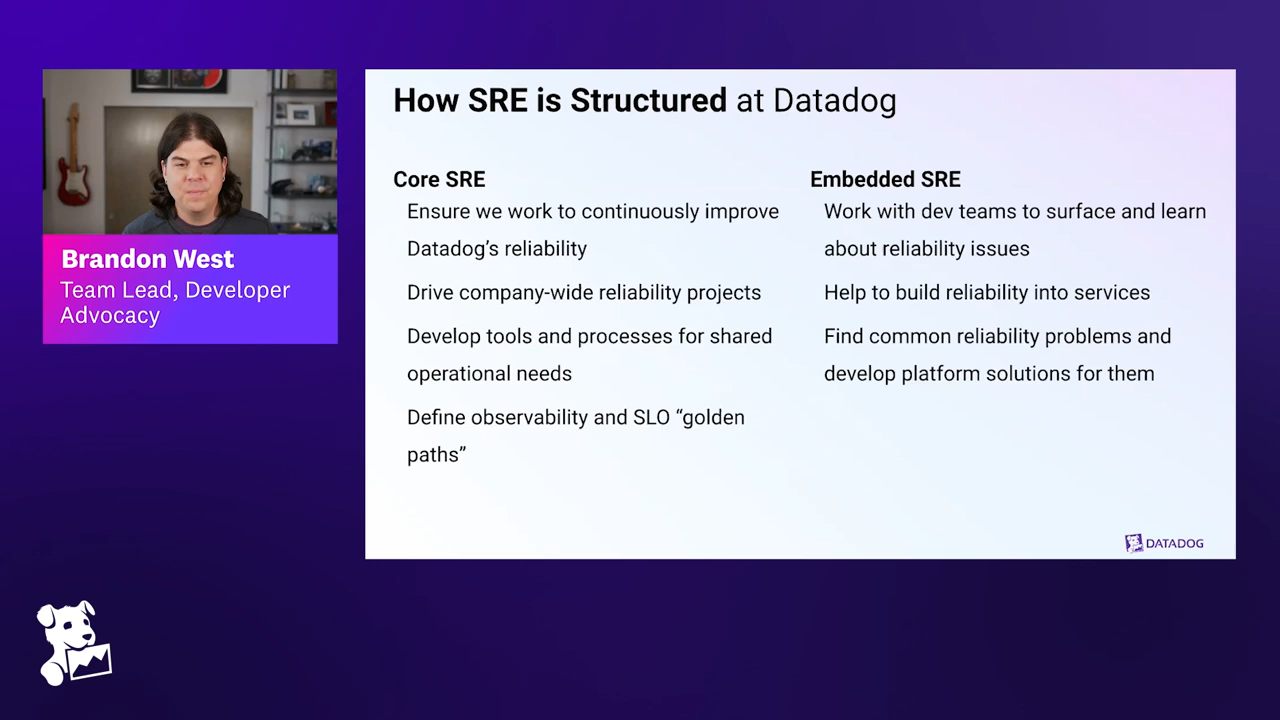 Brandon West
Team Lead, Developer
Advocacy
How SRE is Structured at Datadog
Core SRE
Ensure we work to continuously improve
Datadog’s reliability
Drive company-wide reliability projects
Develop tools and processes for shared
operational needs
Define observability and SLO “golden
paths”
Embedded SRE
Work with dev teams to surface and learn
about reliability issues
Help to build reliability into services
Find common reliability problems and
develop platform solutions for them
DATADOG